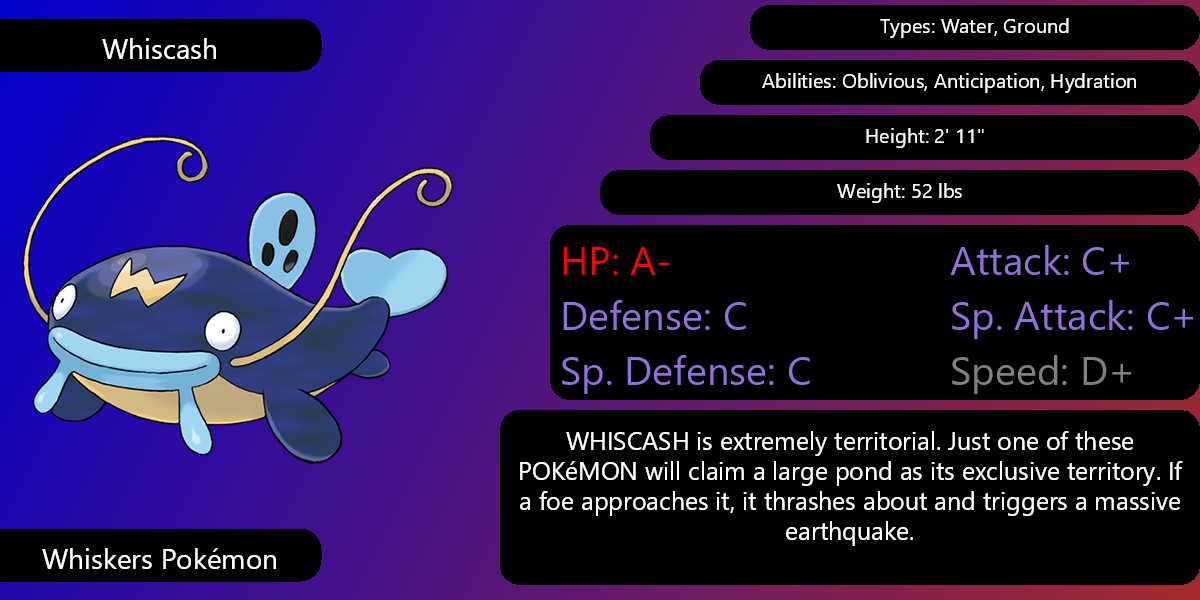 Whiscash
Types: Water, Ground
Abilities: Oblivious, Anticipation, Hydration
Height: 2' 11"
Weight: 52 lbs
HP: A-
Attack: C+
Defense: C
Sp. Attack: C+
Sp. Defense: C
Speed: D+
WHISCASH is extremely territorial. Just one of these
POKéMON will claim a large pond as its exclusive territory. If
a foe approaches it, it thrashes about and triggers a massive
earthquake.
Whiskers Pokémon